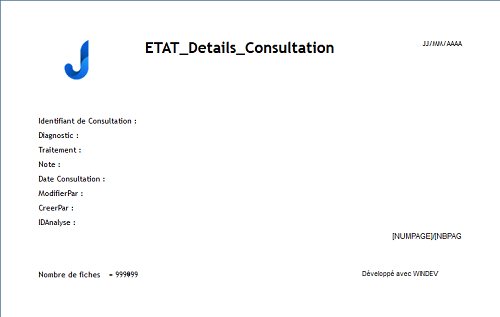 ETAT_Details_Consultation
JJ/MM/AAAA
Identifiant de Consultation :
Diagnostic :
Traitement :
Note :
Date Consultation :
ModifierPar :
CreerPar :
IDAnalyse :
[NUMPAGE]/[NBPAG
Nombre de fiches = 999099
Développé avec WINDEV